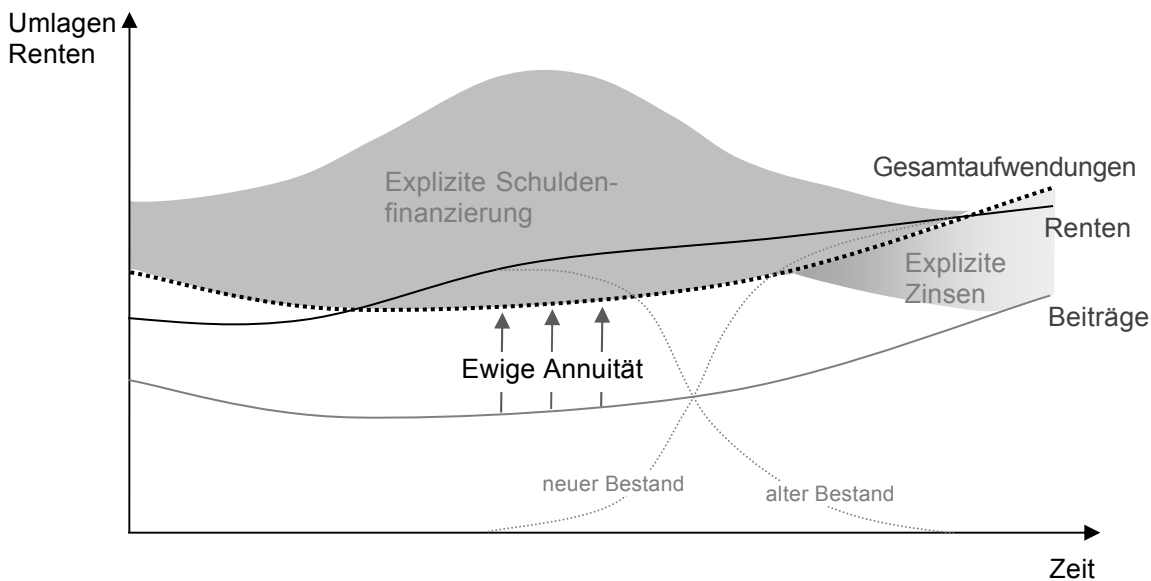 Umlagen
Renten
Gesamtaufwendungen
Explizite Schulden-
finanzierung
Renten
Explizite
Zinsen
Beiträge
Ewige Annuität
neuer Bestand
alter Bestand
Zeit